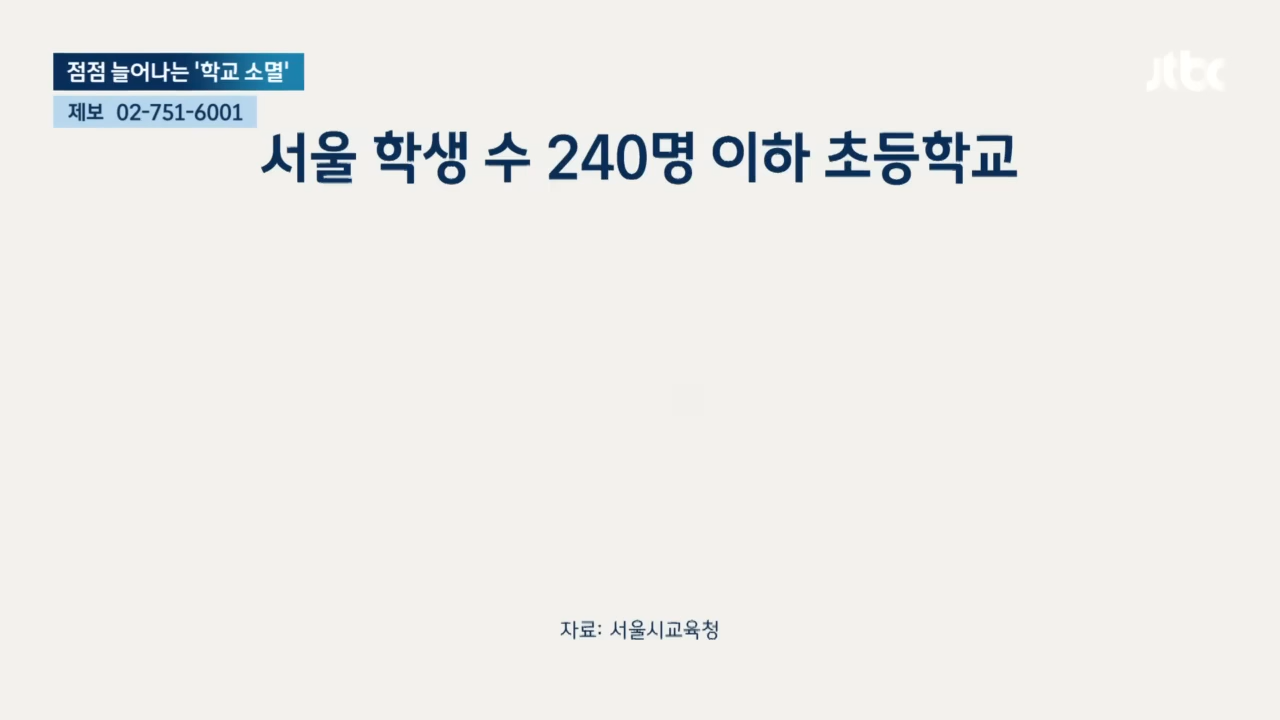 점점 늘어나는 '학교 소멸'
jtbc
제보 02-751-6001
서울 학생 수 240명 이하 초등학교
자료: 서울시교육청